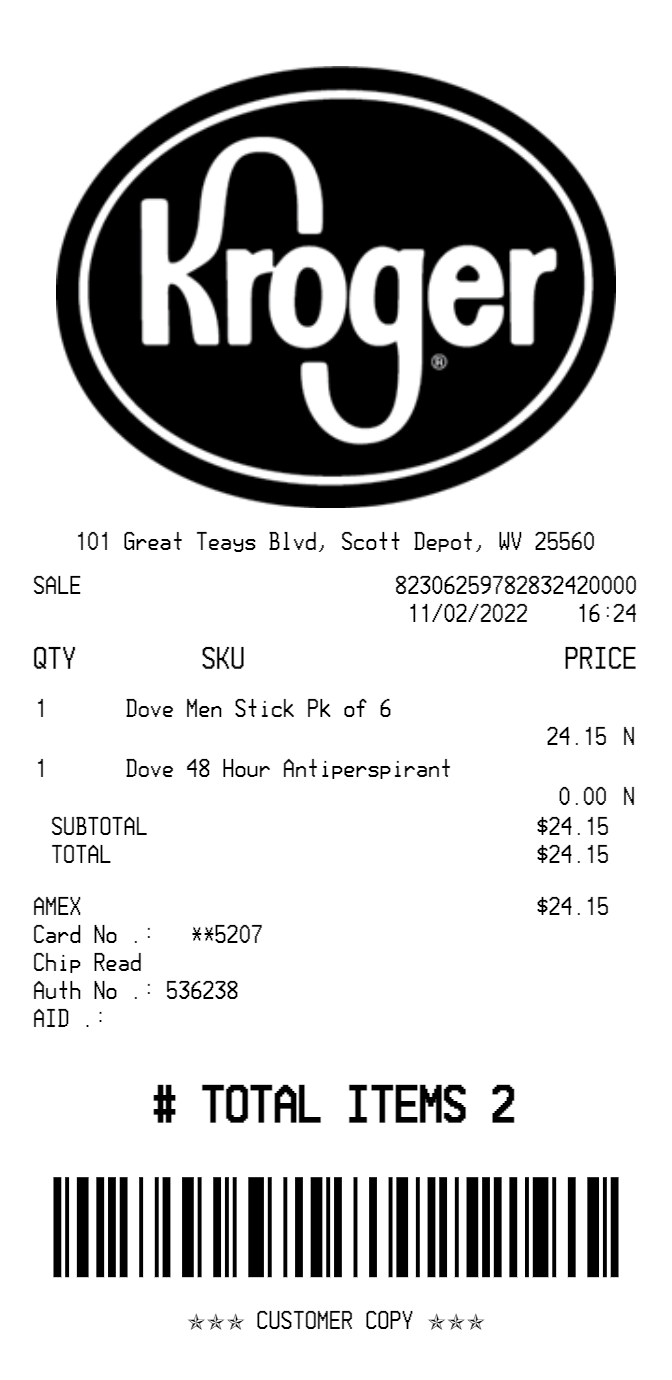 Kroger®
101 Great Teays Blvd, Scott Depot, WV 25560
SALE 82306259782832420000
11/02/2022 16:24
QTY SKU PRICE
1 Dove Men Stick Pk of 6
24.15 N
1 Dove 48 Hour Antiperspirant
0.00 N
SUBTOTAL $24.15
TOTAL $24.15
AMEX $24.15
Card No .: **5207
Chip Read
Auth No .: 536238
AID .:
# TOTAL ITEMS 2
✯✯✯ CUSTOMER COPY ✯✯✯